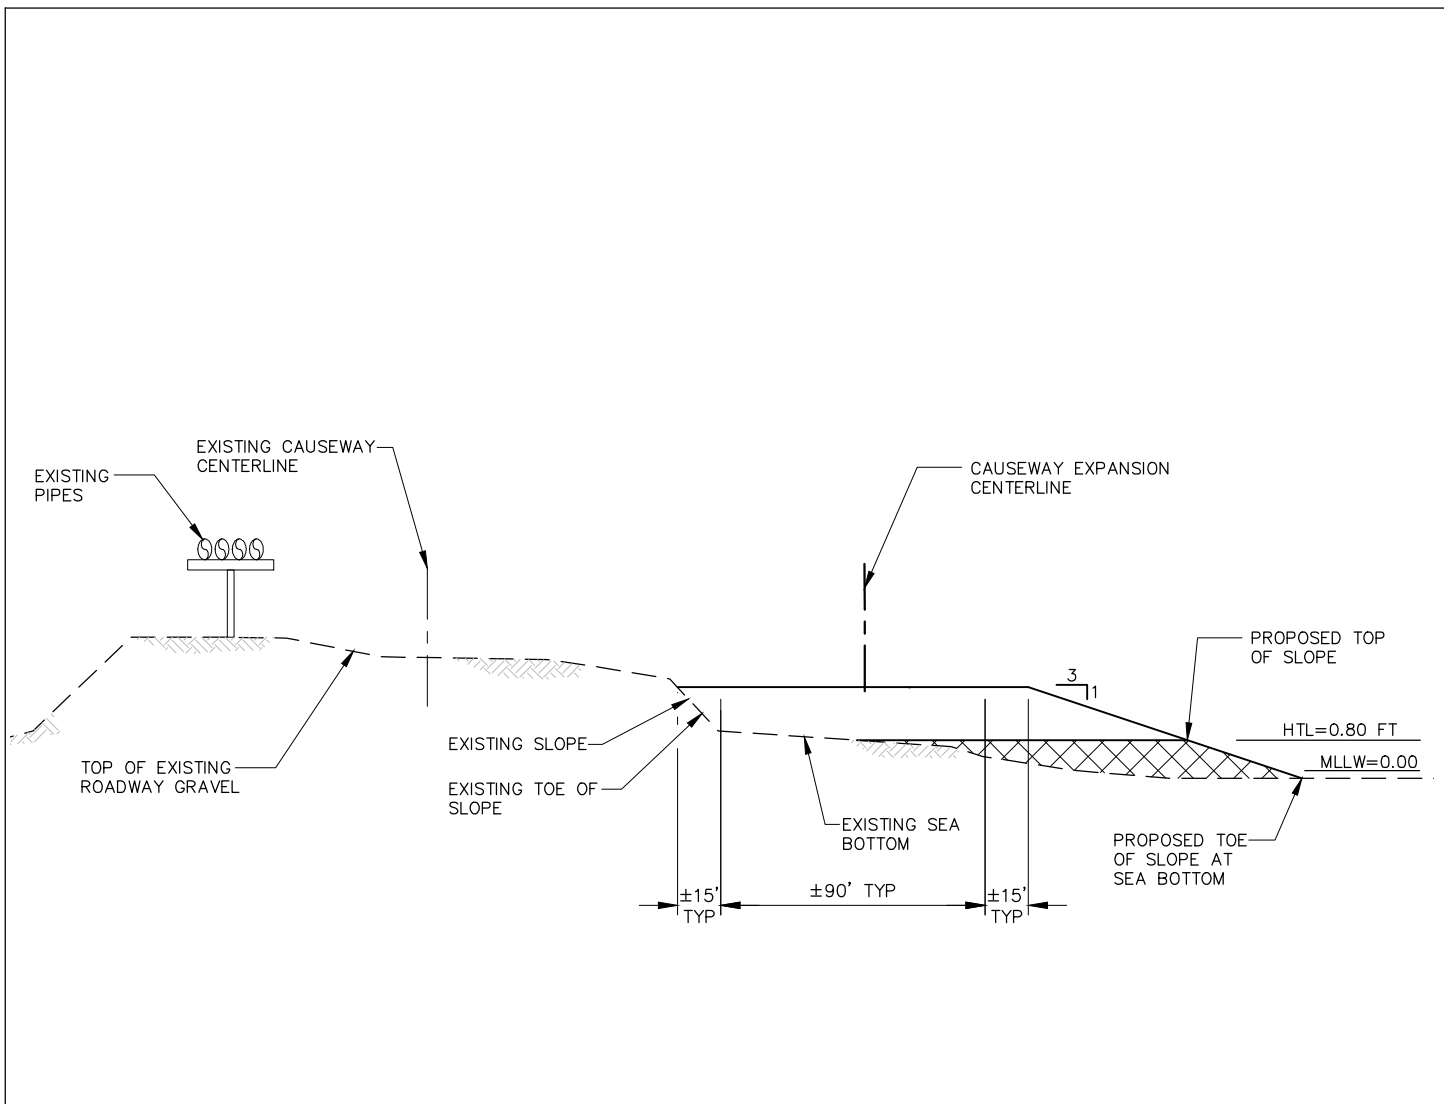 EXISTING CAUSEWAY
CENTERLINE
EXISTING
PIPES
CAUSEWAY EXPANSION
CENTERLINE
PROPOSED TOP
OF SLOPE
3
1
HTL=0.80 FT
MLLW=0.00
EXISTING SLOPE
TOP OF EXISTING
ROADWAY GRAVEL
EXISTING TOE OF
SLOPE
EXISTING SEA
BOTTOM
PROPOSED TOE
OF SLOPE AT
SEA BOTTOM
±15'
TYP
±90' TYP
±15'
TYP